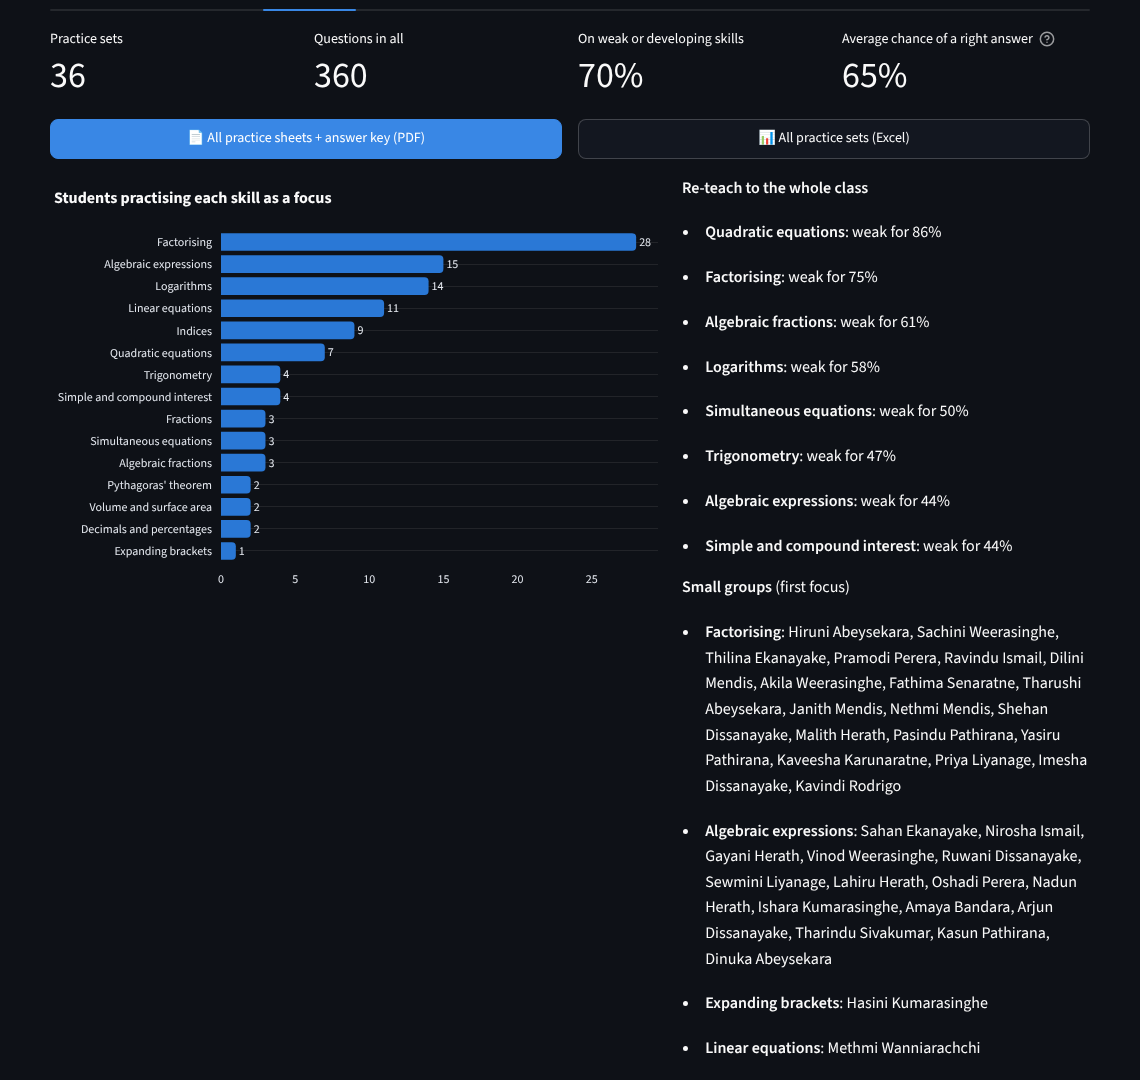 Practice sets
36
Questions in all
360
On weak or developing skills
70%
Average chance of a right answer ?
65%
📄 All practice sheets + answer key (PDF)
📊 All practice sets (Excel)
Students practising each skill as a focus
Factorising 28
Algebraic expressions 15
Logarithms 14
Linear equations 11
Indices 9
Quadratic equations 7
Trigonometry 4
Simple and compound interest 4
Fractions 3
Simultaneous equations 3
Algebraic fractions 3
Pythagoras' theorem 2
Volume and surface area 2
Decimals and percentages 2
Expanding brackets 1
0 5 10 15 20 25
Re-teach to the whole class
• Quadratic equations: weak for 86%
• Factorising: weak for 75%
• Algebraic fractions: weak for 61%
• Logarithms: weak for 58%
• Simultaneous equations: weak for 50%
• Trigonometry: weak for 47%
• Algebraic expressions: weak for 44%
• Simple and compound interest: weak for 44%
Small groups (first focus)
• Factorising: Hiruni Abeysekara, Sachini Weerasinghe,
Thilina Ekanayake, Pramodi Perera, Ravindu Ismail, Dilini
Mendis, Akila Weerasinghe, Fathima Senaratne, Tharushi
Abeysekara, Janith Mendis, Nethmi Mendis, Shehan
Dissanayake, Malith Herath, Pasindu Pathirana, Yasiru
Pathirana, Kaveesha Karunaratne, Priya Liyanage, Imesha
Dissanayake, Kavindi Rodrigo
• Algebraic expressions: Sahan Ekanayake, Nirosha Ismail,
Gayani Herath, Vinod Weerasinghe, Ruwani Dissanayake,
Sewmini Liyanage, Lahiru Herath, Oshadi Perera, Nadun
Herath, Ishara Kumarasinghe, Amaya Bandara, Arjun
Dissanayake, Tharindu Sivakumar, Kasun Pathirana,
Dinuka Abeysekara
• Expanding brackets: Hasini Kumarasinghe
• Linear equations: Methmi Wanniarachchi